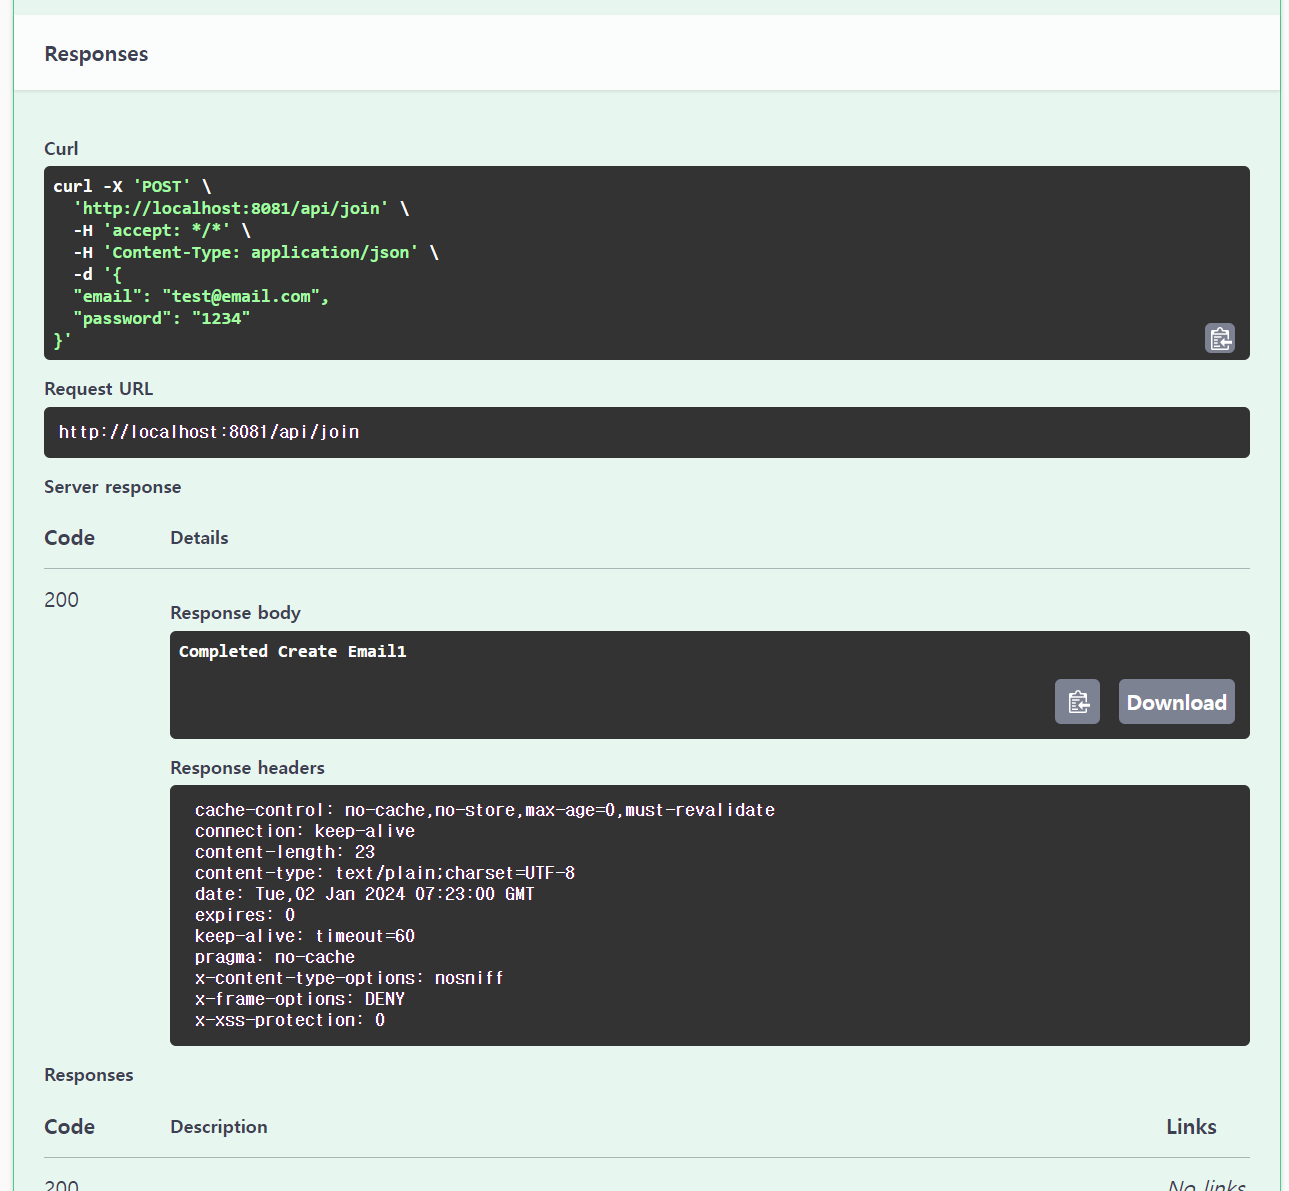 Responses
Curl
curl -X 'POST' \
  'http://localhost:8081/api/join' \
  -H 'accept: */*' \
  -H 'Content-Type: application/json' \
  -d '{
  "email": "test@email.com",
  "password": "1234"
}'
Request URL
http://localhost:8081/api/join
Server response
Code Details
200
Response body
Completed Create Email1
Download
Response headers
cache-control: no-cache,no-store,max-age=0,must-revalidate
connection: keep-alive
content-length: 23
content-type: text/plain;charset=UTF-8
date: Tue,02 Jan 2024 07:23:00 GMT
expires: 0
keep-alive: timeout=60
pragma: no-cache
x-content-type-options: nosniff
x-frame-options: DENY
x-xss-protection: 0
Responses
Code Description Links
200 No links